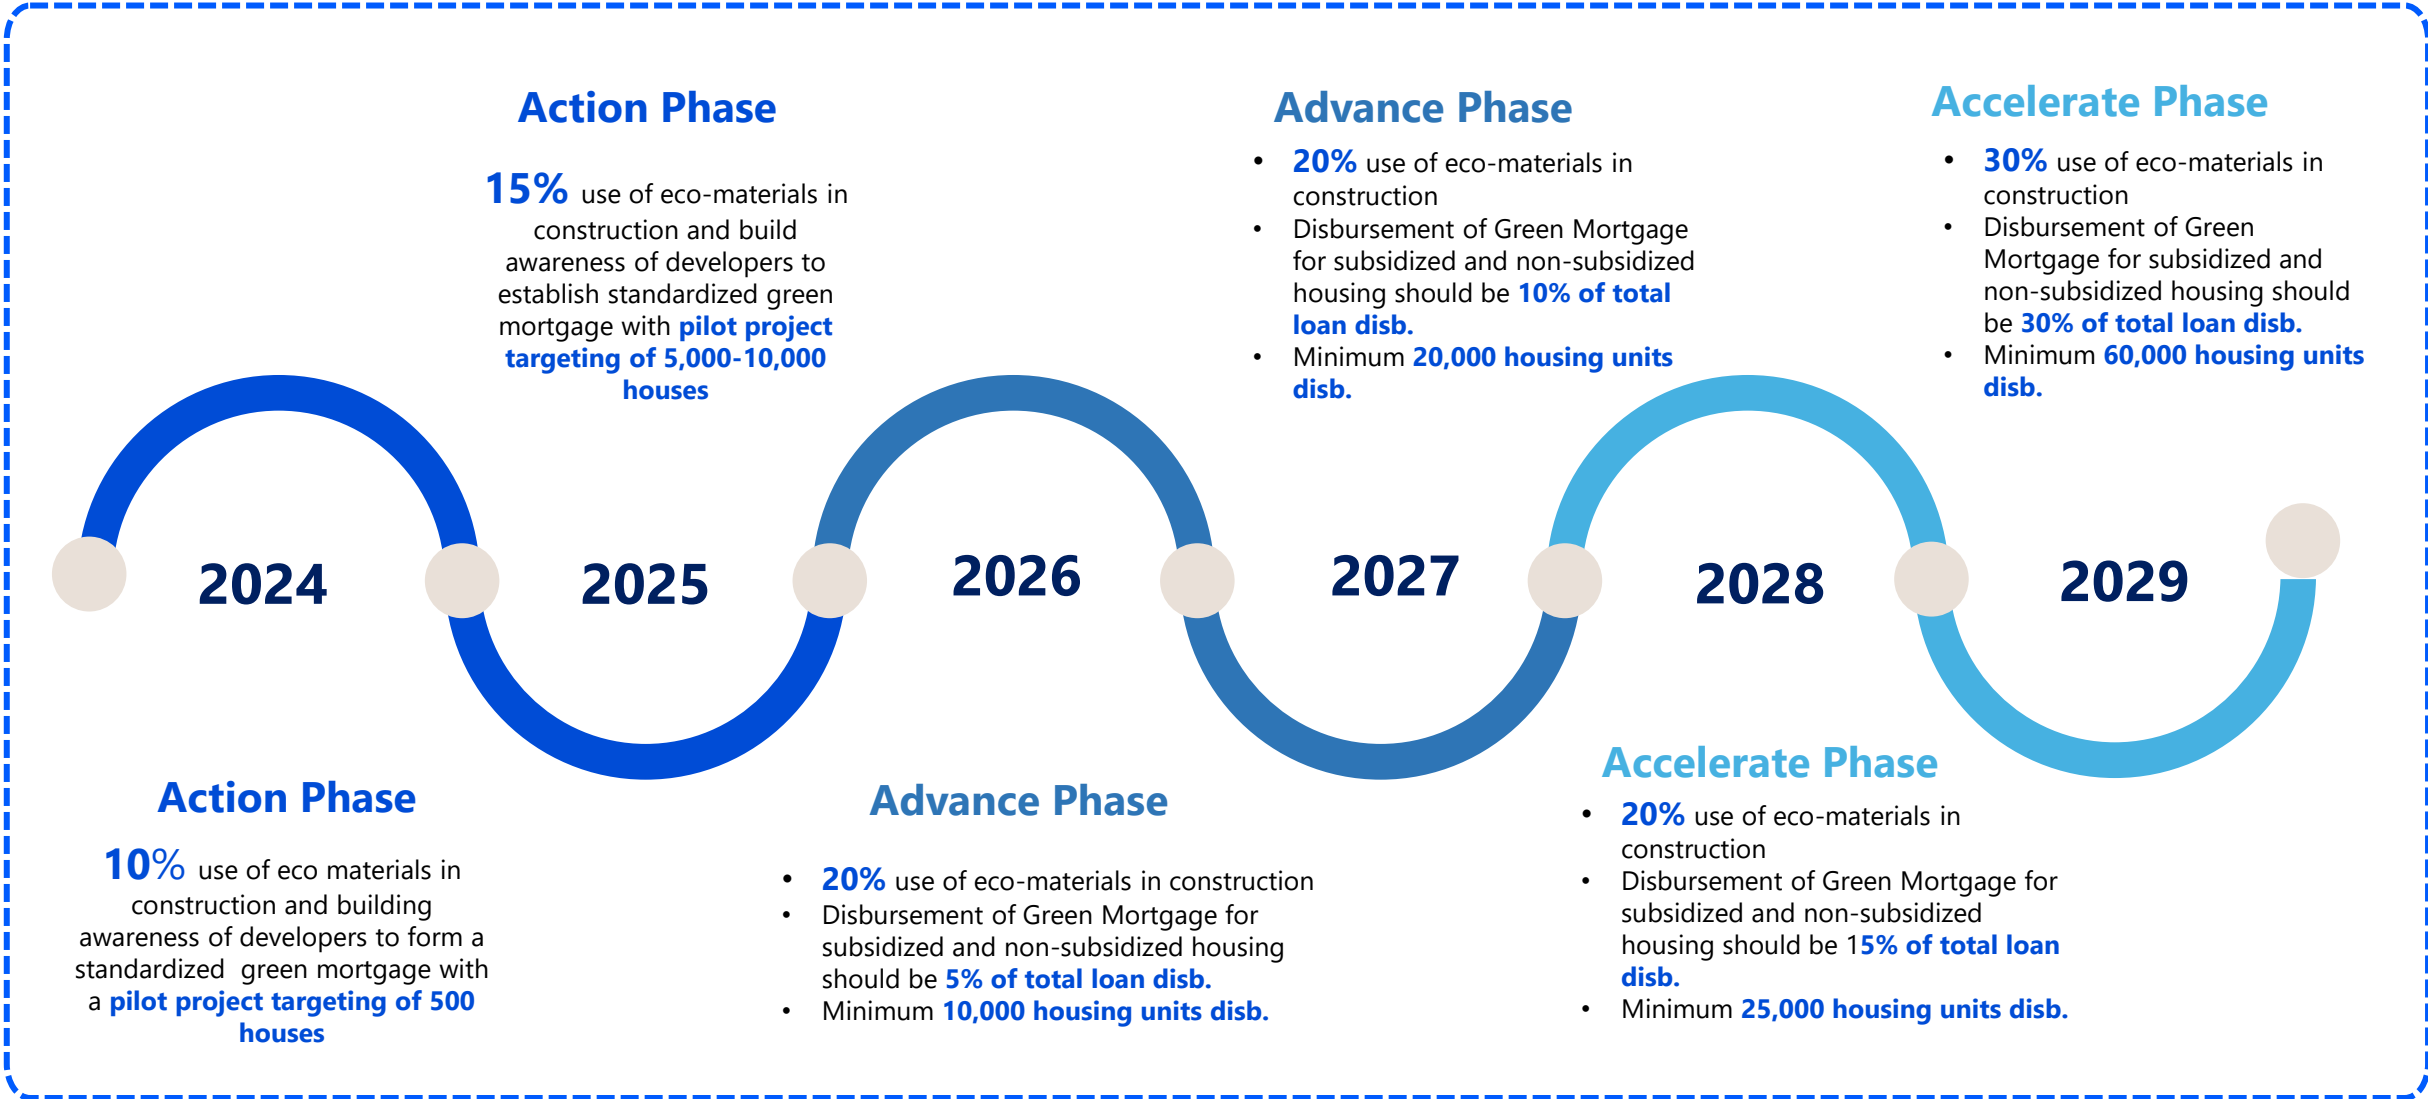 Action Phase
15% use of eco-materials in
construction and build
awareness of developers to
establish standardized green
mortgage with pilot project
targeting of 5,000-10,000
houses
Advance Phase
• 20% use of eco-materials in
construction
• Disbursement of Green Mortgage
for subsidized and non-subsidized
housing should be 10% of total
loan disb.
• Minimum 20,000 housing units
disb.
Accelerate Phase
• 30% use of eco-materials in
construction
• Disbursement of Green
Mortgage for subsidized and
non-subsidized housing should
be 30% of total loan disb.
• Minimum 60,000 housing units
disb.
2024
2025
2026
2027
2028
2029
Action Phase
10% use of eco materials in
construction and building
awareness of developers to form a
standardized green mortgage with
a pilot project targeting of 500
houses
Advance Phase
• 20% use of eco-materials in construction
• Disbursement of Green Mortgage for
subsidized and non-subsidized housing
should be 5% of total loan disb.
• Minimum 10,000 housing units disb.
Accelerate Phase
• 20% use of eco-materials in
construction
• Disbursement of Green Mortgage for
subsidized and non-subsidized
housing should be 15% of total loan
disb.
• Minimum 25,000 housing units disb.